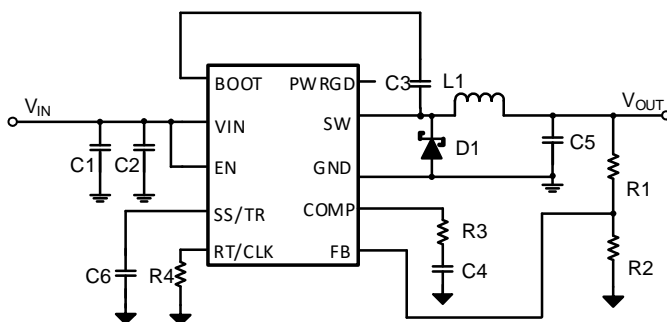 BOOT
PWRGD
C3
L1
VIN
VOUT
VIN
SW
C1
C2
D1
C5
EN
GND
R1
SS/TR
COMP
R3
RT/CLK
FB
C6
R4
C4
R2